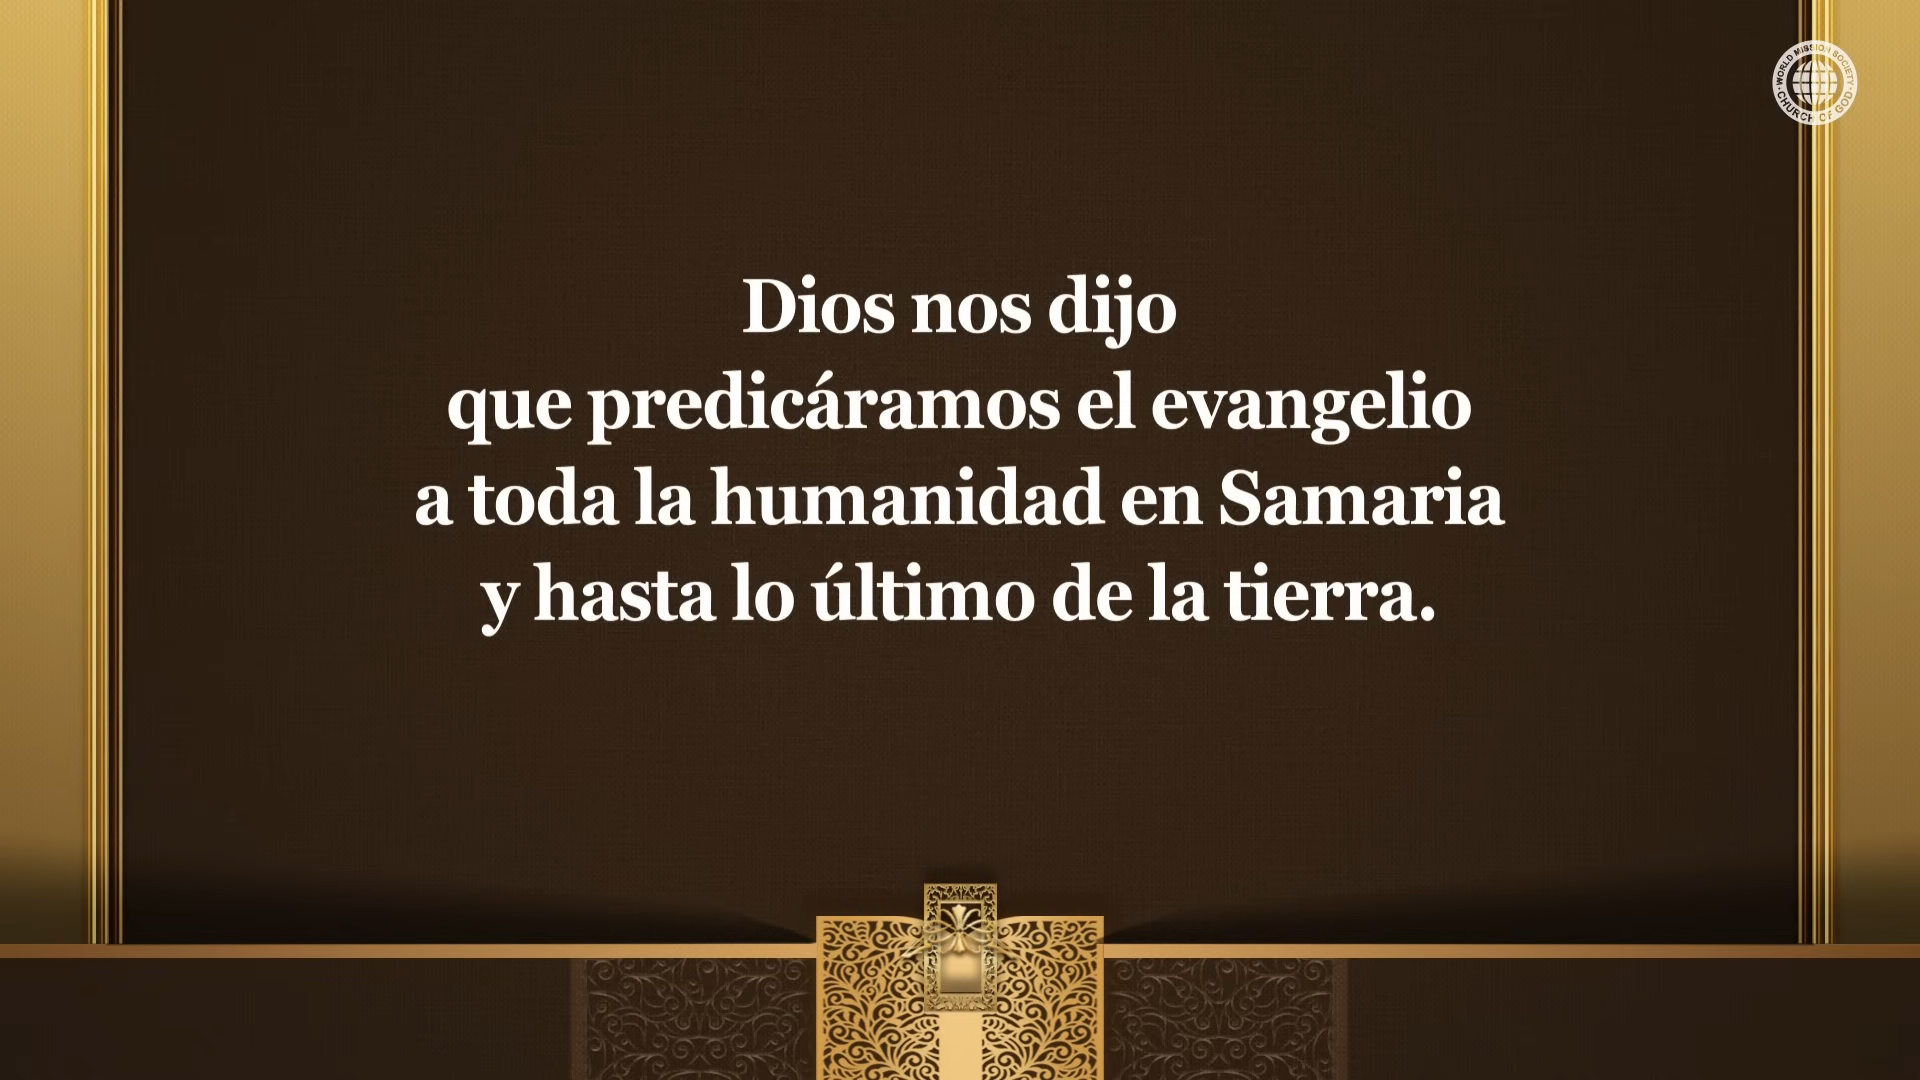 WORLD MISSION SOCIETY
CHURCH OF GOD
Dios nos dijo
que predicáramos el evangelio
a toda la humanidad en Samaria
y hasta lo último de la tierra.